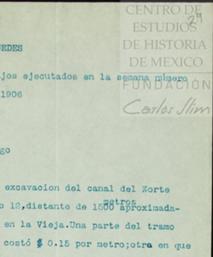 CENTRO DE
ESTUDIOS
DE HISTORIA
DE MEXICO
FUNDACIÓN
Carlos Slim
24
EDES
jos ejecutados en la semana número
1906
go
excavacion del canal del Norte
metros
o 12,distante de 1500 aproximada-
en la Vieja.Una parte del tramo
costó $ 0.15 por metro;otra en que